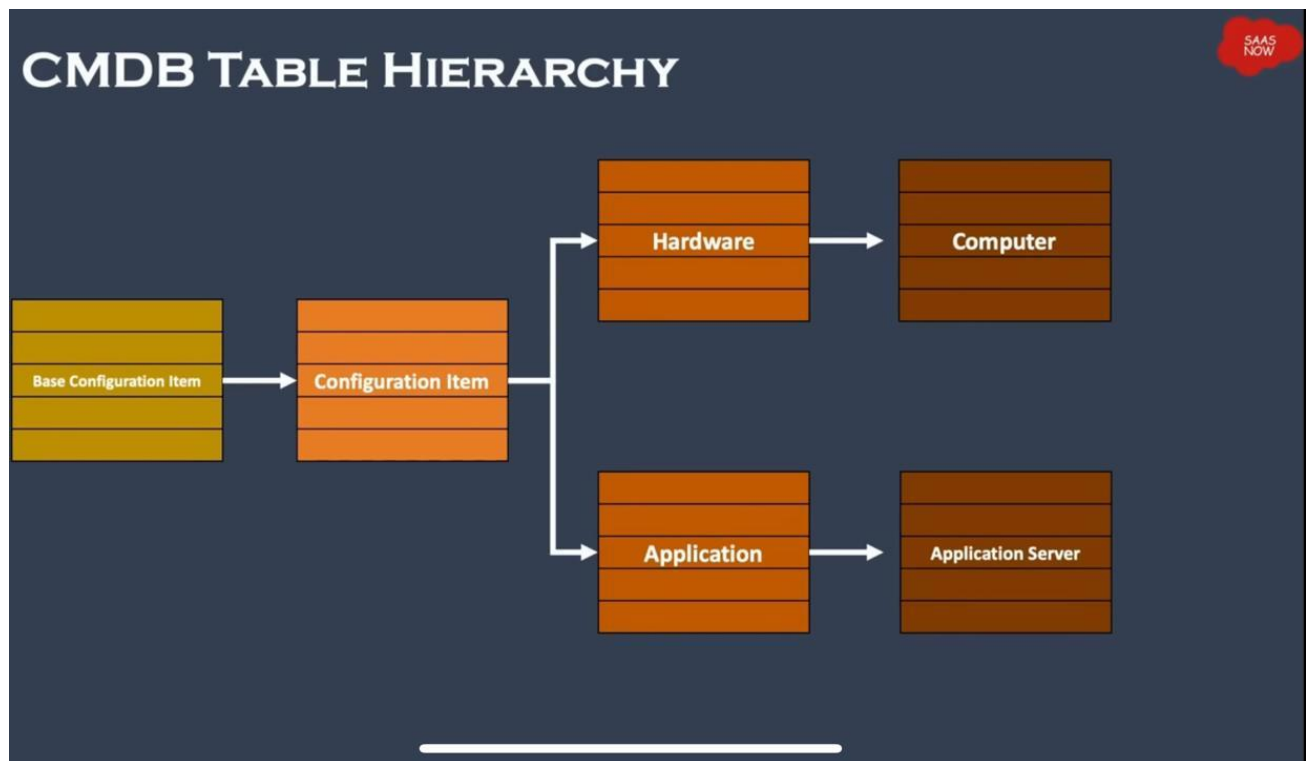 CMDB TABLE HIERARCHY
SAAS
NOW
Hardware
Computer
Base Configuration Item
Configuration Item
Application
Application Server